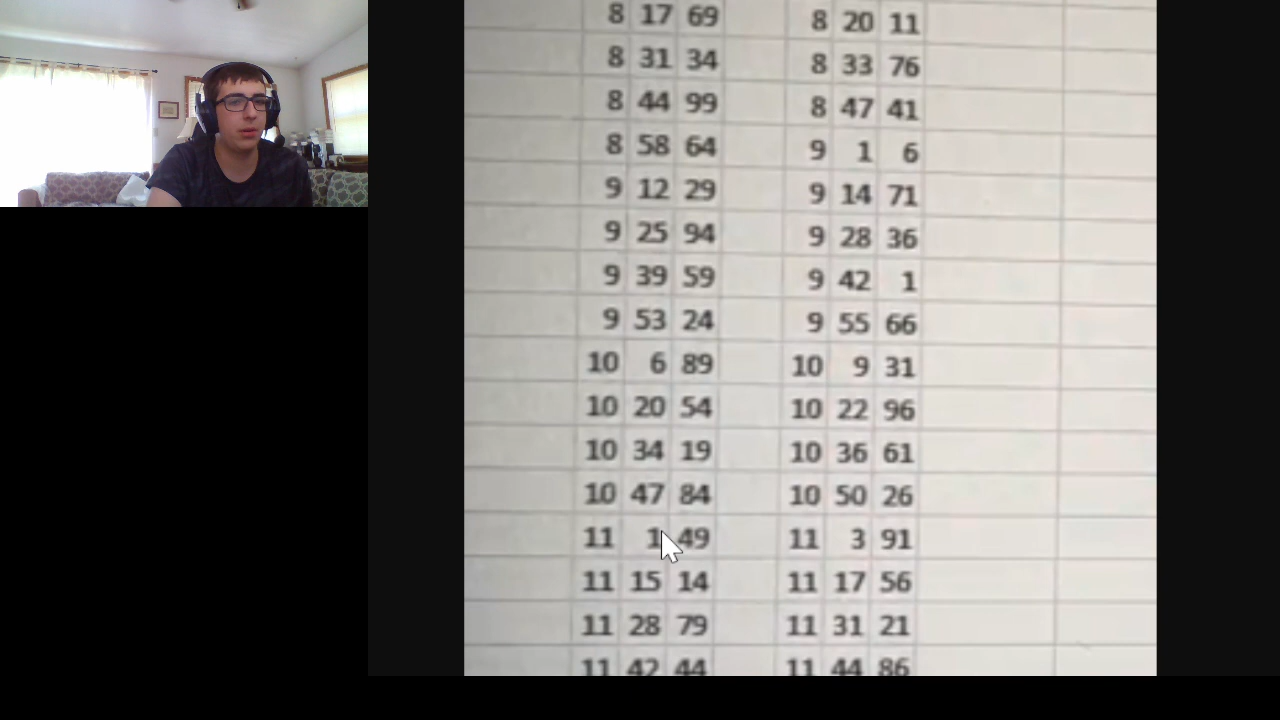 8 17 69 8 20 11
8 31 34 8 33 76
8 44 99 8 47 41
8 58 64 9 1 6
9 12 29 9 14 71
9 25 94 9 28 36
9 39 59 9 42 1
9 53 24 9 55 66
10 6 89 10 9 31
10 20 54 10 22 96
10 34 19 10 36 61
10 47 84 10 50 26
11 1 49 11 3 91
11 15 14 11 17 56
11 28 79 11 31 21
11 42 44 11 44 86